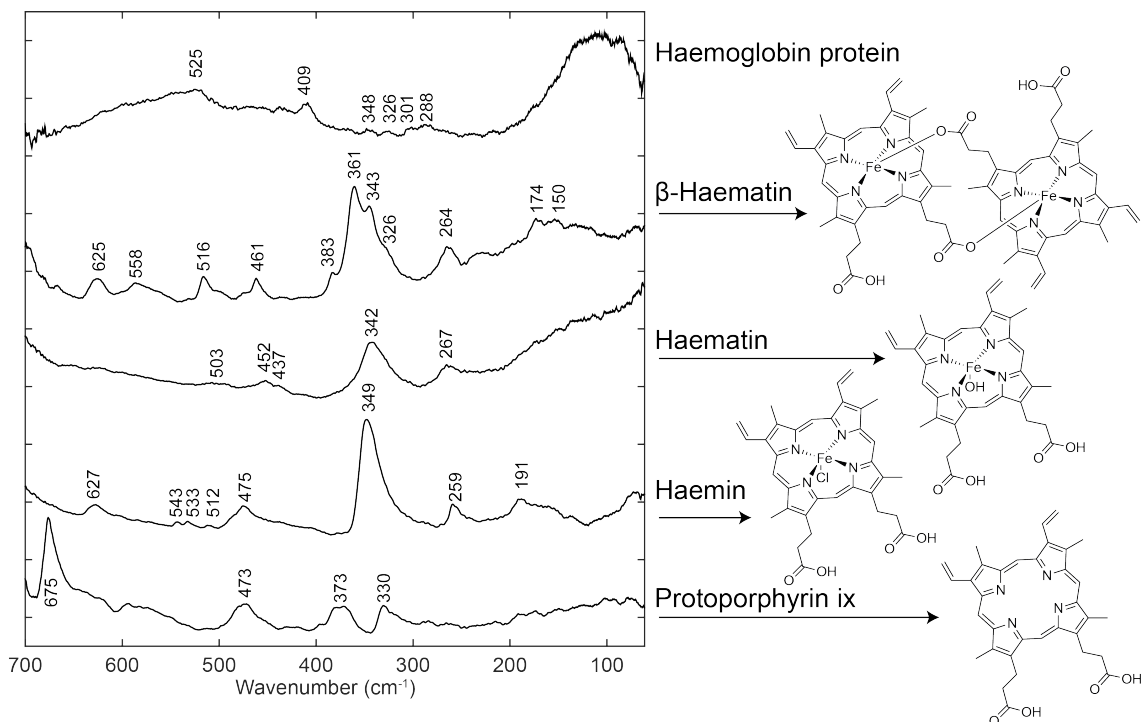 Haemoglobin protein
525
409
348
326
301
288
β-Haematin
625
558
516
461
383
361
343
326
264
174
150
Haematin
503
452
437
342
267
Haemin
627
543
533
512
475
349
259
191
Protoporphyrin ix
675
473
373
330
700
600
500
400
300
200
100
Wavenumber (cm⁻¹)
HO
O
O
O
N
N
Fe
N
N
N
N
Fe
N
N
O
O
O
OH
N
N
Fe
N
OH
N
O
OH
O
OH
N
N
Fe
N
Cl
N
O
OH
O
OH
N
N
N
N
O
OH
O
OH